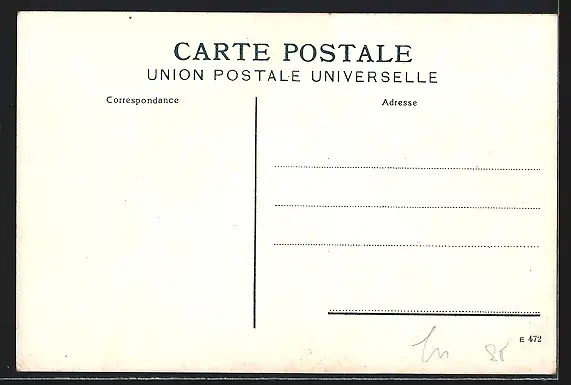 CARTE POSTALE
UNION POSTALE UNIVERSELLE
Correspondance
Adresse
E 472